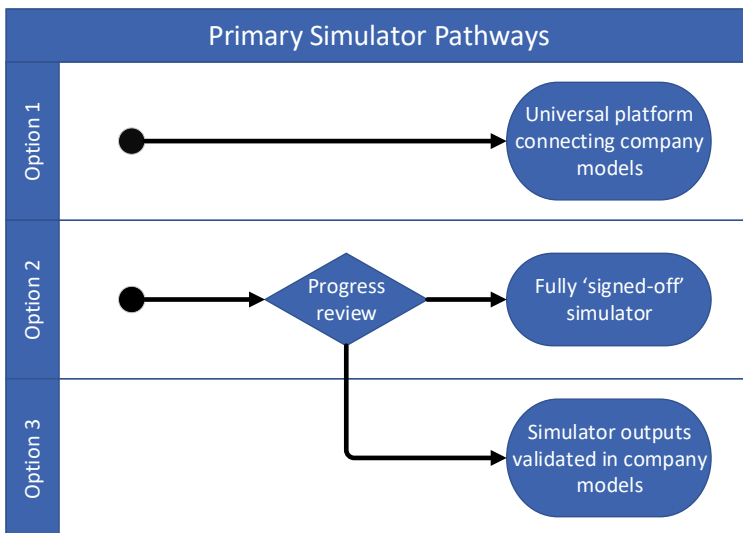 Primary Simulator Pathways
Option 1
Universal platform
connecting company
models
Option 2
Progress
review
Fully ‘signed-off’
simulator
Option 3
Simulator outputs
validated in company
models